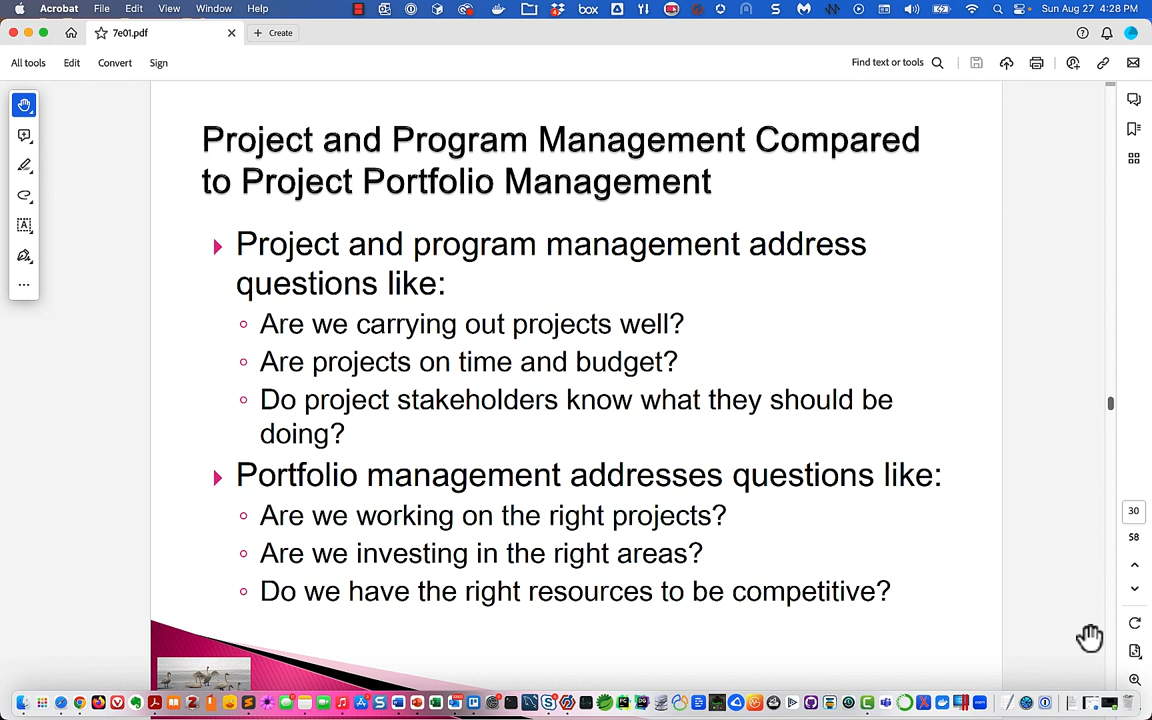 Acrobat File Edit View Window Help
box
Sun Aug 27 4:28 PM
7e01.pdf
Create
All tools Edit Convert Sign
Find text or tools
Project and Program Management Compared
to Project Portfolio Management
Project and program management address
questions like:
Are we carrying out projects well?
Are projects on time and budget?
Do project stakeholders know what they should be
doing?
Portfolio management addresses questions like:
Are we working on the right projects?
Are we investing in the right areas?
Do we have the right resources to be competitive?
30
58